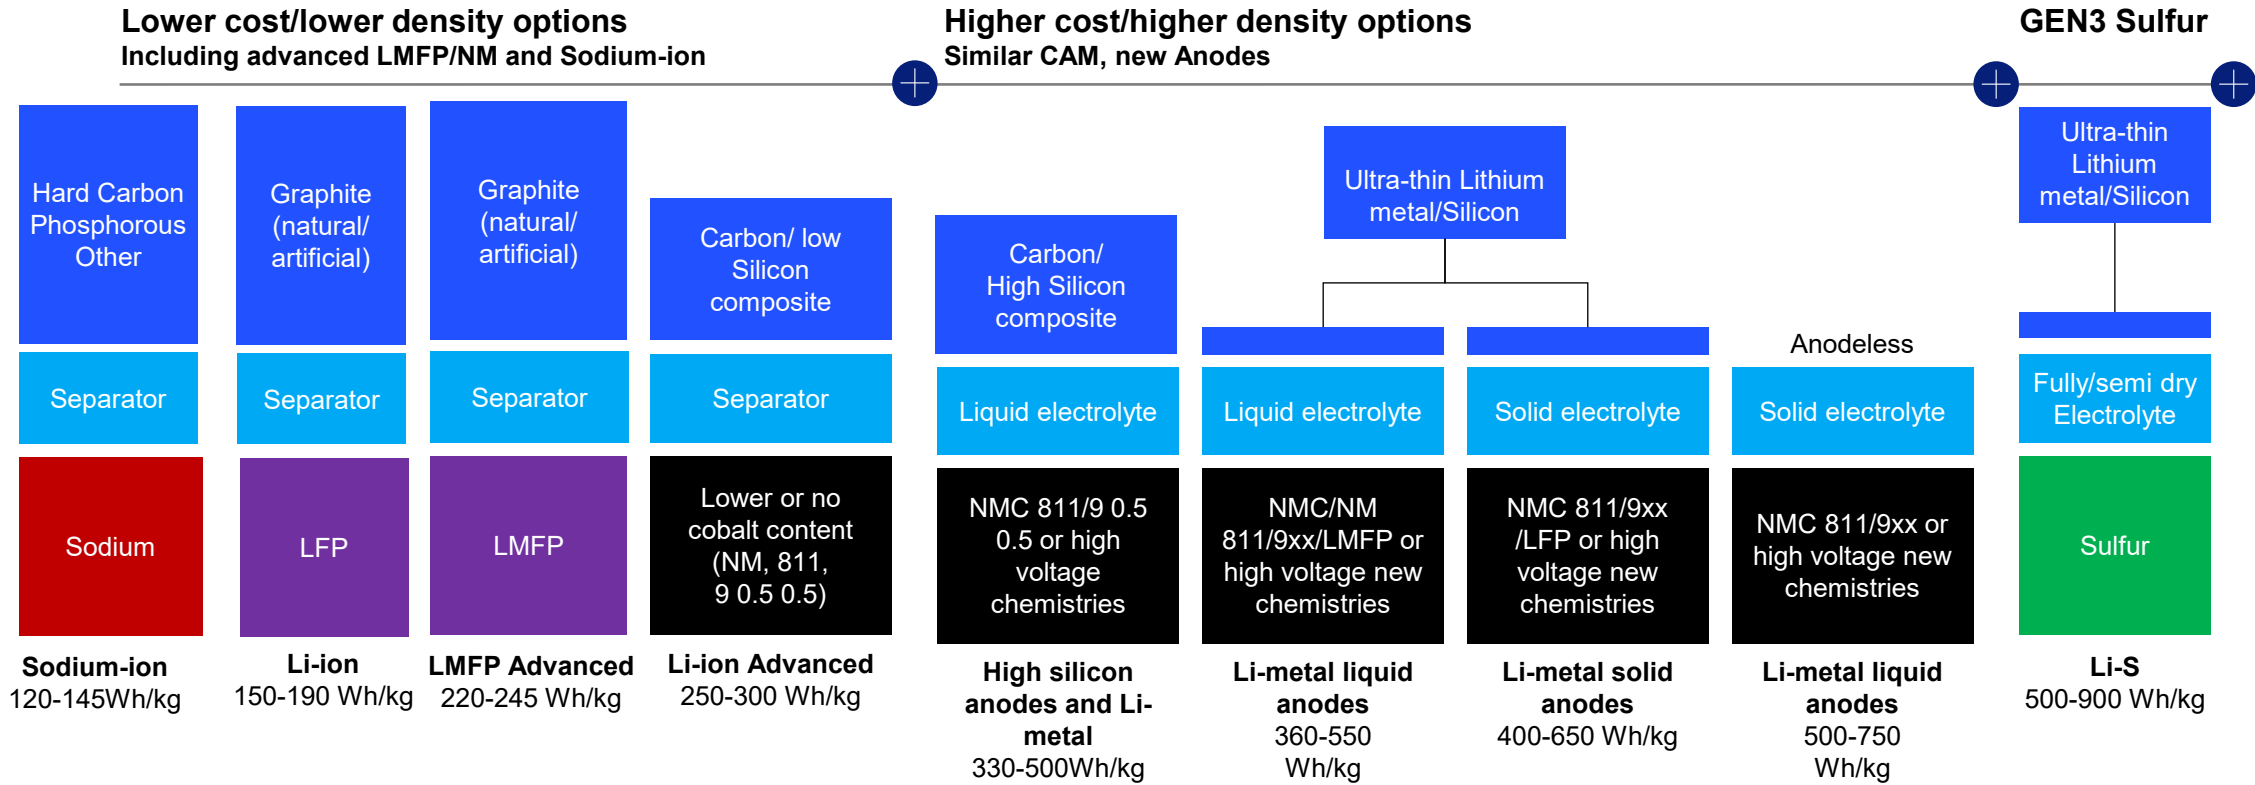 Lower cost/lower density options
Including advanced LMFP/NM and Sodium-ion
Higher cost/higher density options
Similar CAM, new Anodes
GEN3 Sulfur
Hard Carbon
Phosphorous
Other
Separator
Sodium
Sodium-ion
120-145Wh/kg
Graphite
(natural/
artificial)
Separator
LFP
Li-ion
150-190 Wh/kg
Graphite
(natural/
artificial)
Separator
LMFP
LMFP Advanced
220-245 Wh/kg
Carbon/ low
Silicon
composite
Separator
Lower or no
cobalt content
(NM, 811,
9 0.5 0.5)
Li-ion Advanced
250-300 Wh/kg
Carbon/
High Silicon
composite
Liquid electrolyte
NMC 811/9 0.5
0.5 or high
voltage
chemistries
High silicon
anodes and Li-
metal
330-500Wh/kg
Ultra-thin Lithium
metal/Silicon
Liquid electrolyte
NMC/NM
811/9xx/LMFP or
high voltage new
chemistries
Li-metal liquid
anodes
360-550
Wh/kg
Solid electrolyte
NMC 811/9xx
/LFP or high
voltage new
chemistries
Li-metal solid
anodes
400-650 Wh/kg
Anodeless
Solid electrolyte
NMC 811/9xx or
high voltage new
chemistries
Li-metal liquid
anodes
500-750
Wh/kg
Ultra-thin
Lithium
metal/Silicon
Fully/semi dry
Electrolyte
Sulfur
Li-S
500-900 Wh/kg